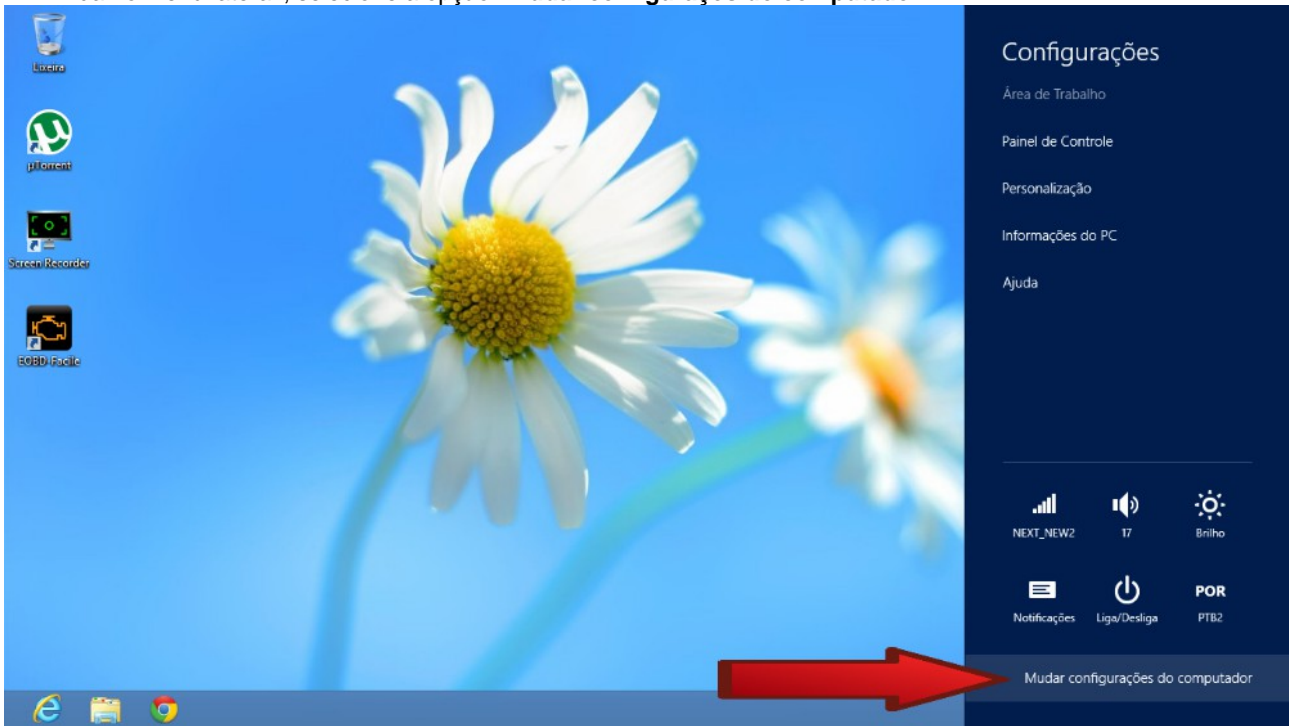 Configurações
Área de Trabalho
Painel de Controle
Personalização
Informações do PC
Ajuda
Lixeira
µTorrent
Screen Recorder
EOBD-Facile
NEXT_NEW2
17
Brilho
Notificações
Liga/Desliga
POR
PTB2
Mudar configurações do computador